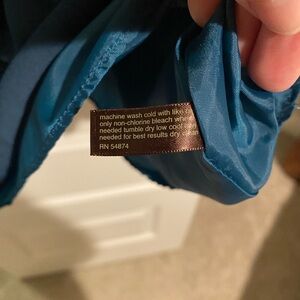 machine wash cold with like
only non-chlorine bleach
needed tumble dry low cool
needed for best results dry
RN 54874